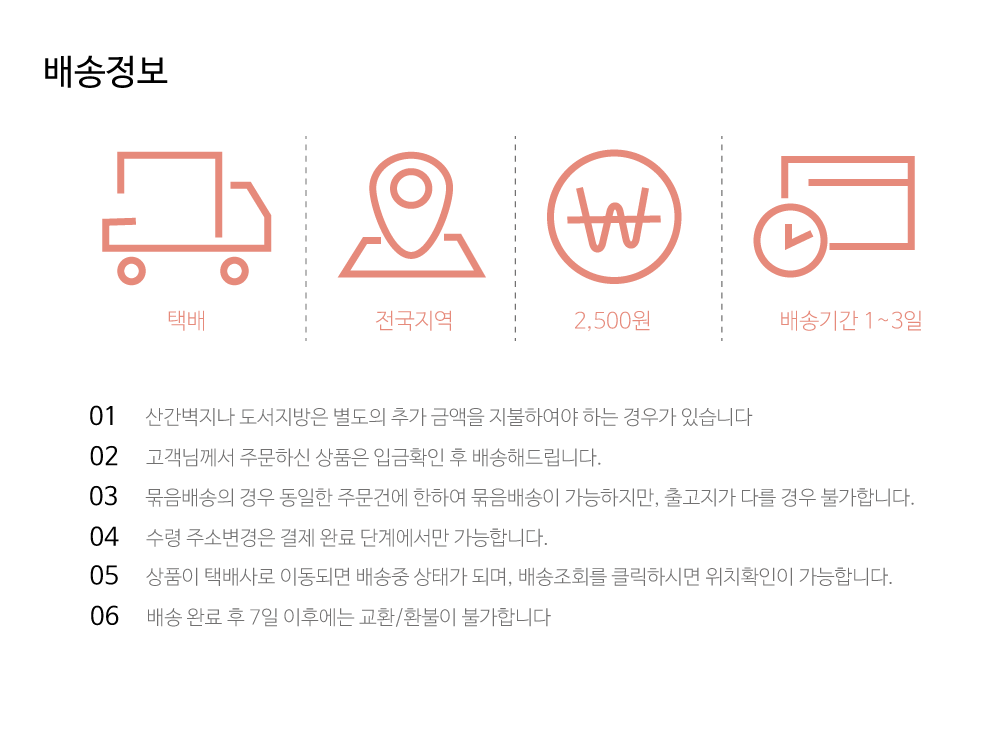 배송정보
택배
전국지역
2,500원
배송기간 1~3일
01 산간벽지나 도서지방은 별도의 추가 금액을 지불하여야 하는 경우가 있습니다
02 고객님께서 주문하신 상품은 입금확인 후 배송해드립니다.
03 묶음배송의 경우 동일한 주문건에 한하여 묶음배송이 가능하지만, 출고지가 다를 경우 불가합니다.
04 수령 주소변경은 결제 완료 단계에서만 가능합니다.
05 상품이 택배사로 이동되면 배송중 상태가 되며, 배송조회를 클릭하시면 위치확인이 가능합니다.
06 배송 완료 후 7일 이후에는 교환/환불이 불가합니다